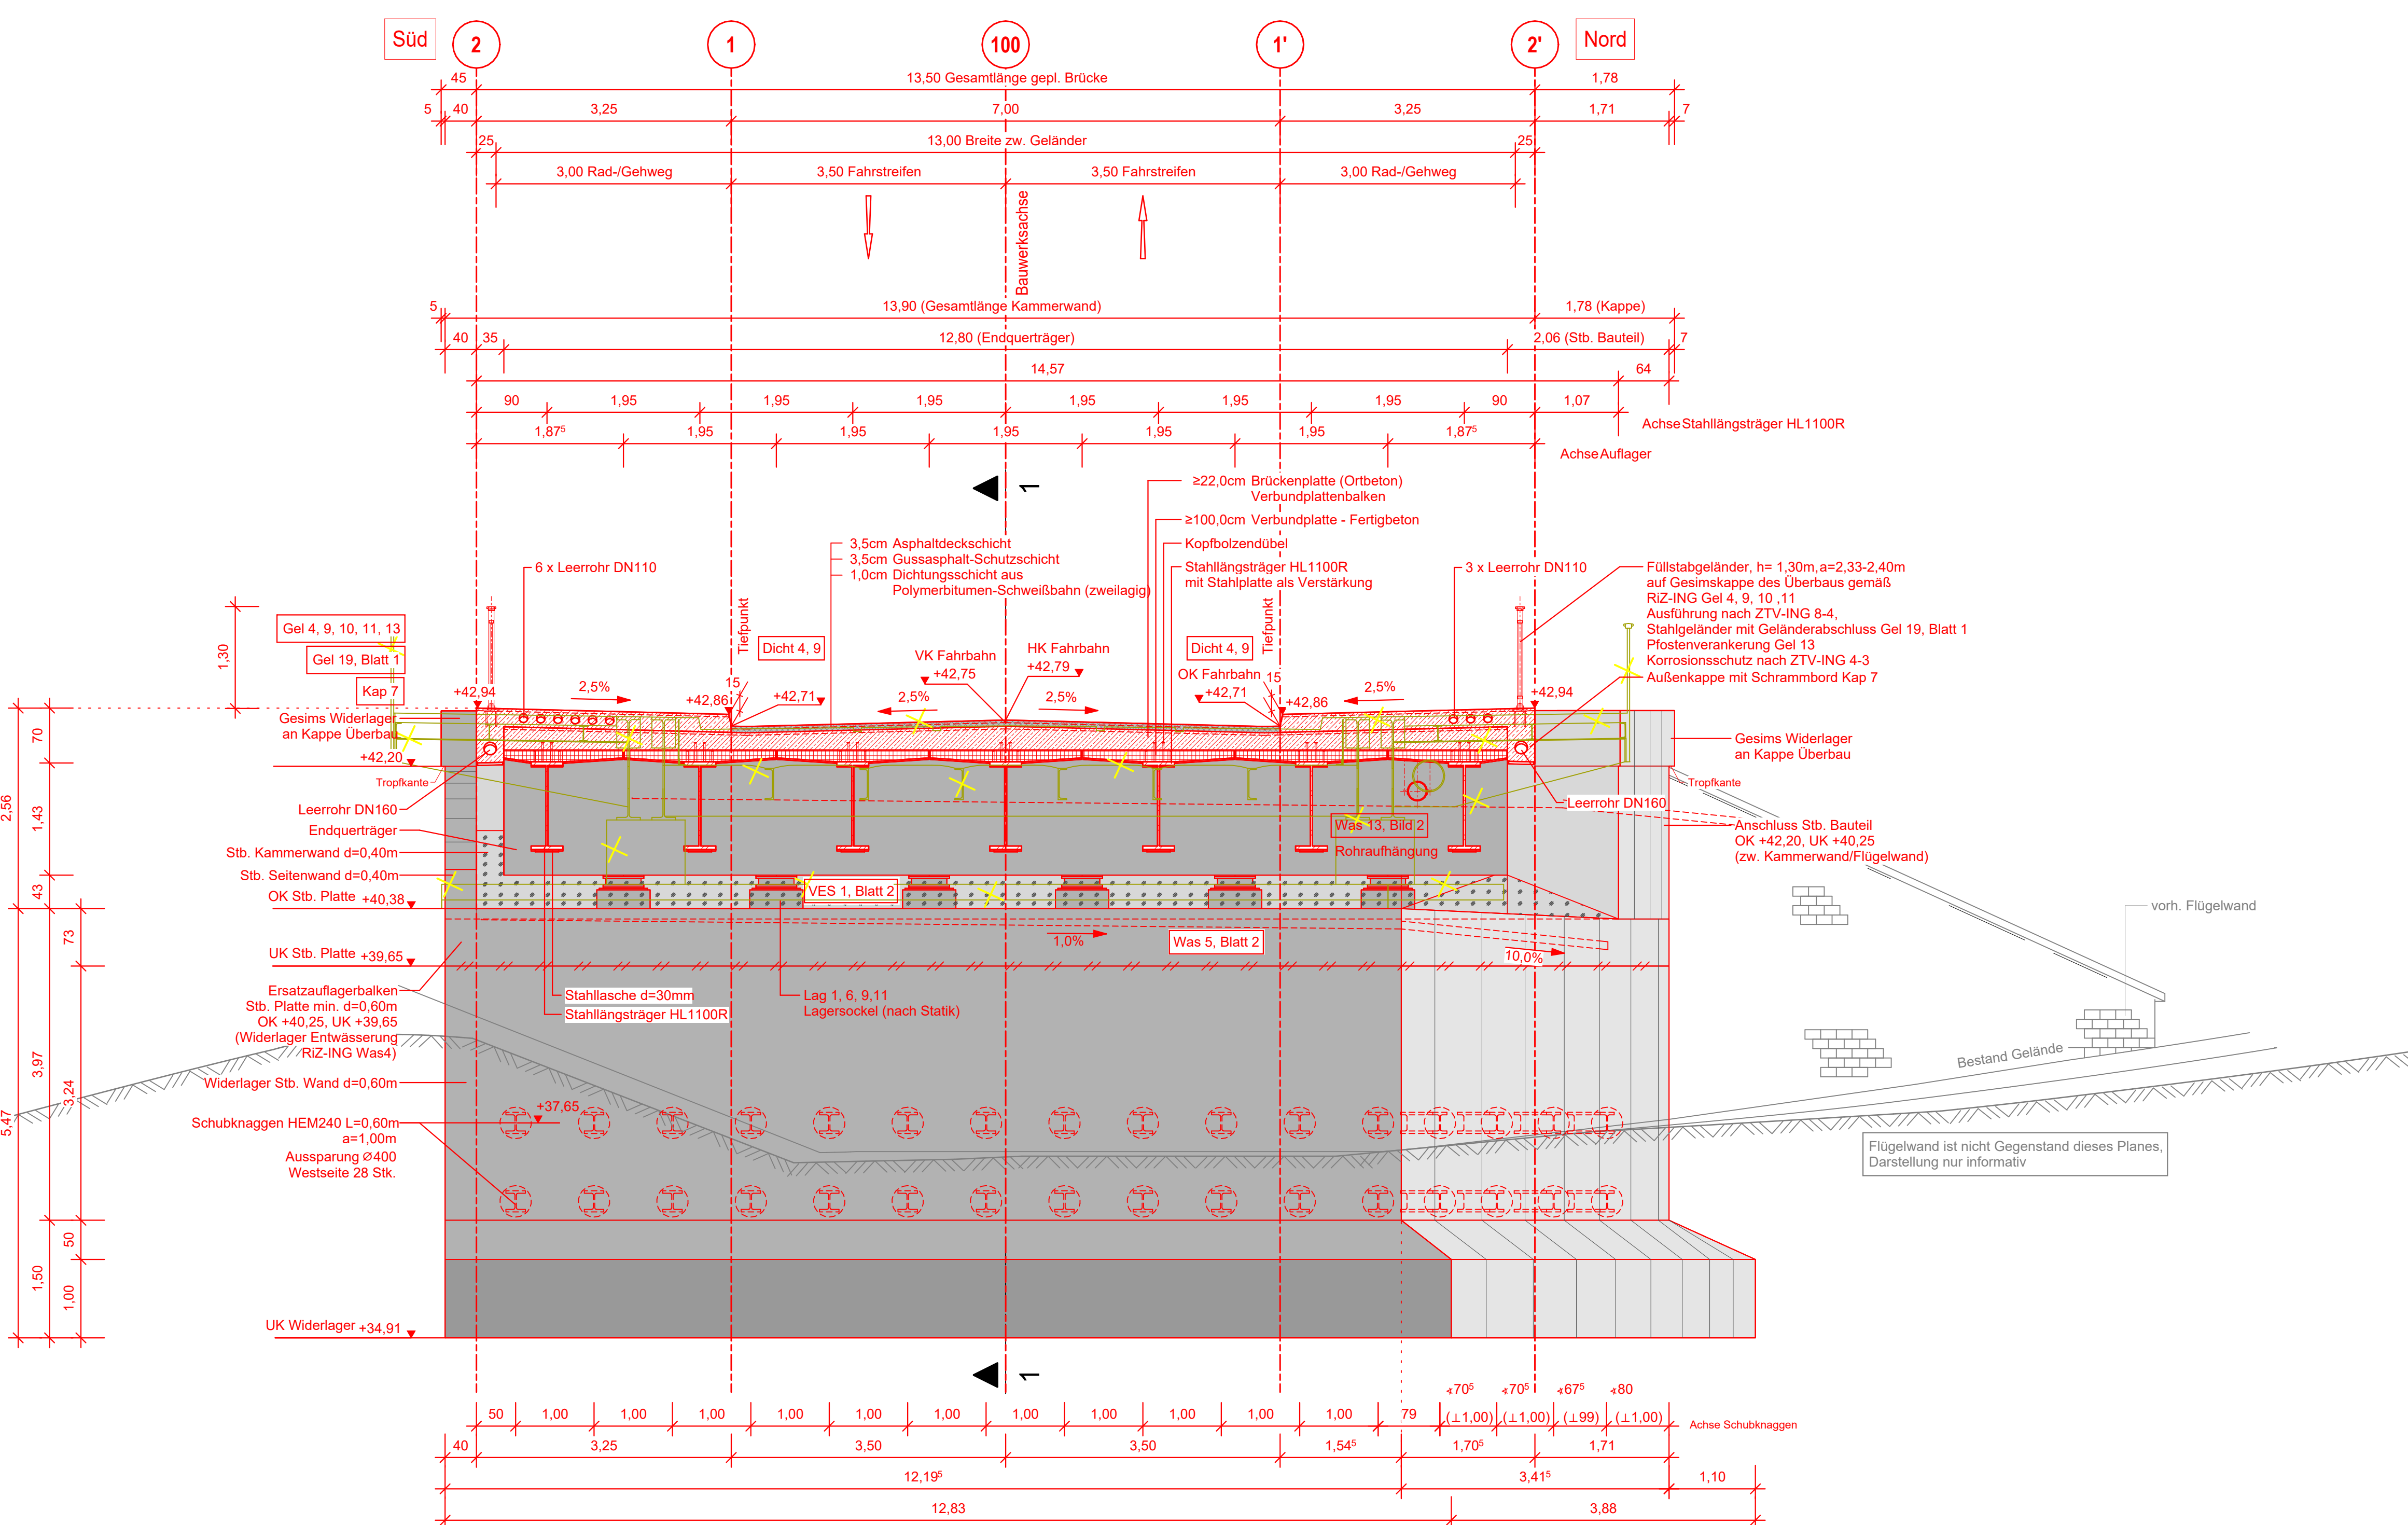 Süd
2
1
100
1'
2'
Nord
45
13,50 Gesamtlänge gepl. Brücke
1,78
5
40
3,25
7,00
3,25
1,71
7
25
13,00 Breite zw. Geländer
25
3,00 Rad-/Gehweg
3,50 Fahrstreifen
3,50 Fahrstreifen
3,00 Rad-/Gehweg
Bauwerksachse
5
13,90 (Gesamtlänge Kammerwand)
1,78 (Kappe)
40
35
12,80 (Endquerträger)
2,06 (Stb. Bauteil)
7
14,57
64
90
1,95
1,95
1,95
1,95
1,95
1,95
90
1,07
Achse Stahllängsträger HL1100R
1,87⁵
1,95
1,95
1,95
1,95
1,95
1,87⁵
Achse Auflager
1
≥22,0cm Brückenplatte (Ortbeton)
Verbundplattenbalken
≥100,0cm Verbundplatte - Fertigbeton
Kopfbolzendübel
Stahllängsträger HL1100R
mit Stahlplatte als Verstärkung
3,5cm Asphaltdeckschicht
3,5cm Gussasphalt-Schutzschicht
1,0cm Dichtungsschicht aus
Polymerbitumen-Schweißbahn (zweilagig)
6 x Leerrohr DN110
3 x Leerrohr DN110
Füllstabgeländer, h= 1,30m, a=2,33-2,40m
auf Gesimskappe des Überbaus gemäß
RiZ-ING Gel 4, 9, 10 ,11
Ausführung nach ZTV-ING 8-4,
Stahlgeländer mit Geländerabschluss Gel 19, Blatt 1
Pfostenverankerung Gel 13
Korrosionsschutz nach ZTV-ING 4-3
Außenkappe mit Schrammbord Kap 7
Gel 4, 9, 10, 11, 13
Gel 19, Blatt 1
Kap 7
1,30
Tiefpunkt
Dicht 4, 9
VK Fahrbahn
+42,75
HK Fahrbahn
+42,79
Dicht 4, 9
Tiefpunkt
OK Fahrbahn
+42,71
+42,94
2,5%
+42,86
15
+42,71
2,5%
2,5%
15
+42,86
2,5%
+42,94
Gesims Widerlager
an Kappe Überbau
+42,20
Tropfkante
Leerrohr DN160
Endquerträger
Stb. Kammerwand d=0,40m
Stb. Seitenwand d=0,40m
OK Stb. Platte +40,38
Gesims Widerlager
an Kappe Überbau
Tropfkante
Leerrohr DN160
Anschluss Stb. Bauteil
OK +42,20, UK +40,25
(zw. Kammerwand/Flügelwand)
Was 13, Bild 2
Rohraufhängung
VES 1, Blatt 2
vorh. Flügelwand
70
2,56
1,43
43
73
1,0%
Was 5, Blatt 2
10,0%
UK Stb. Platte +39,65
Ersatzauflagerbalken
Stb. Platte min. d=0,60m
OK +40,25, UK +39,65
(Widerlager Entwässerung
RiZ-ING Was4)
Stahllasche d=30mm
Stahllängsträger HL1100R
Lag 1, 6, 9,11
Lagersockel (nach Statik)
Bestand Gelände
Widerlager Stb. Wand d=0,60m
3,97
3,24
5,47
Schubknaggen HEM240 L=0,60m
a=1,00m
Aussparung Ø400
Westseite 28 Stk.
+37,65
Flügelwand ist nicht Gegenstand dieses Planes,
Darstellung nur informativ
50
1,50
1,00
UK Widerlager +34,91
1
∢70⁵
∢70⁵
∢67⁵
∢80
50
1,00
1,00
1,00
1,00
1,00
1,00
1,00
1,00
1,00
1,00
1,00
79
(⊥1,00)
(⊥1,00)
(⊥99)
(⊥1,00)
Achse Schubknaggen
40
3,25
3,50
3,50
1,54⁵
1,70⁵
1,71
12,19⁵
3,41⁵
1,10
12,83
3,88